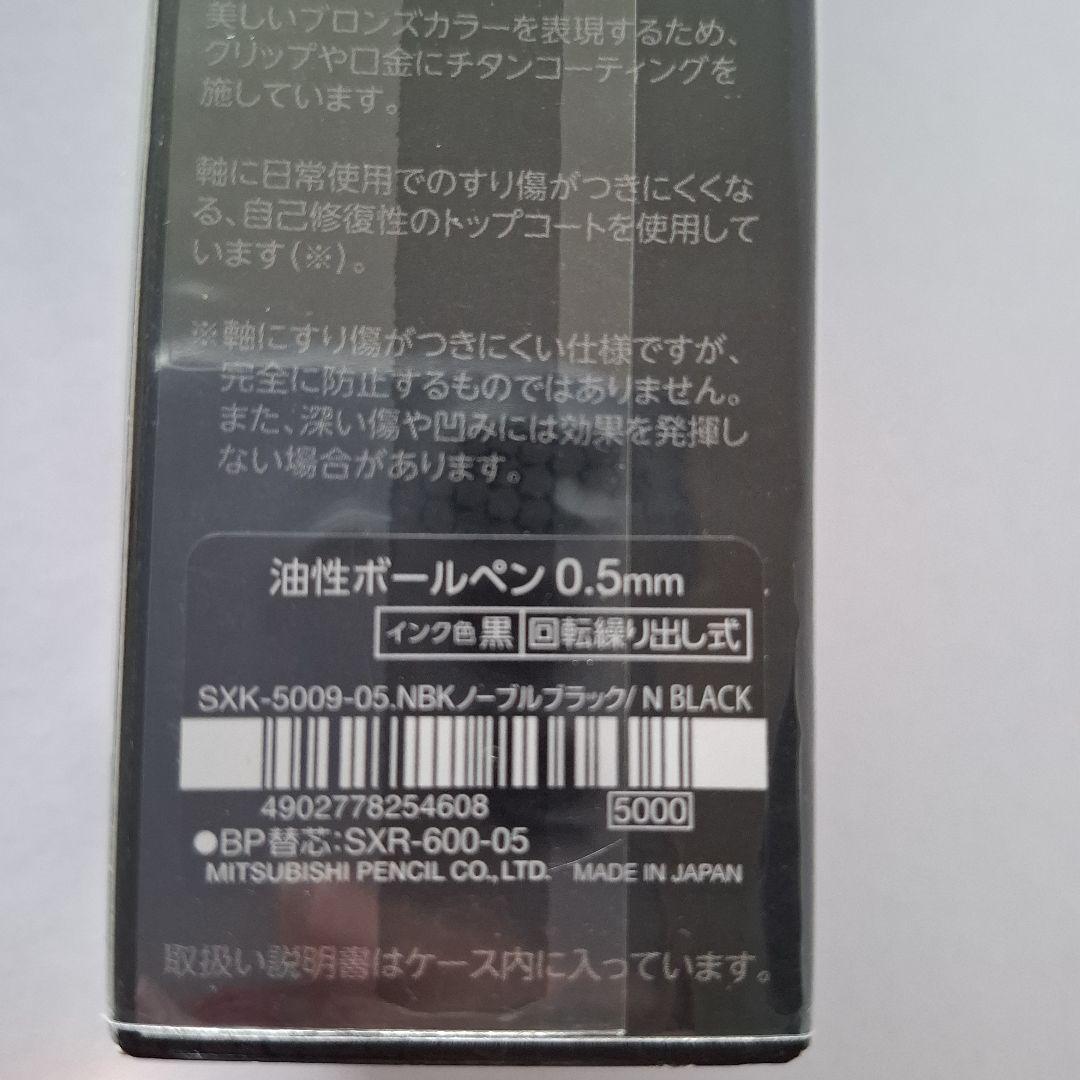 美しいブロンズカラーを表現するため、
グリップや口金にチタンコーティングを
施しています。
軸に日常使用でのすり傷がつきにくくな
る、自己修復性のトップコートを使用して
います(※)。
※軸にすり傷がつきにくい仕様ですが、
完全に防止するものではありません。
また、深い傷や凹みには効果を発揮し
ない場合があります。
油性ボールペン 0.5mm
インク色 黒 回転繰り出し式
SXK-5009-05.NBKノーブルブラック/ N BLACK
4902778254608 5000
●BP替芯:SXR-600-05
MITSUBISHI PENCIL CO.,LTD. MADE IN JAPAN
取扱い説明書はケース内に入っています。